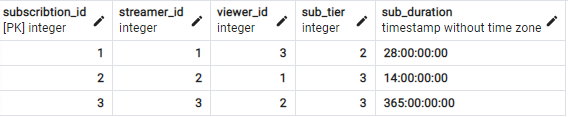 subscribtion_id streamer_id viewer_id sub_tier sub_duration
[PK] integer integer integer integer timestamp without time zone
1 1 3 2 28:00:00:00
2 2 1 3 14:00:00:00
3 3 2 3 365:00:00:00